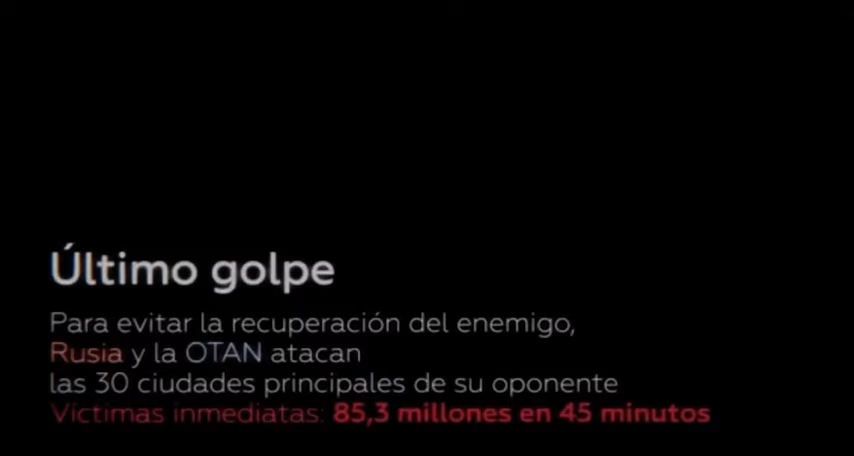 Último golpe
Para evitar la recuperación del enemigo,
Rusia y la OTAN atacan
las 30 ciudades principales de su oponente
Víctimas inmediatas: 85,3 millones en 45 minutos